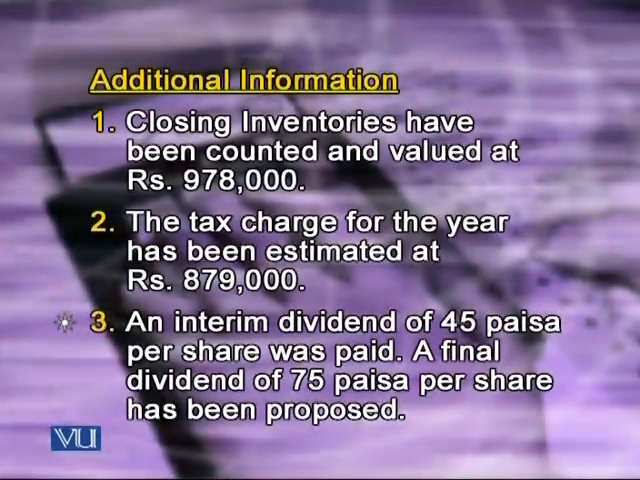 Additional Information
1. Closing Inventories have
been counted and valued at
Rs. 978,000.
2. The tax charge for the year
has been estimated at
Rs. 879,000.
3. An interim dividend of 45 paisa
per share was paid. A final
dividend of 75 paisa per share
has been proposed.
VU